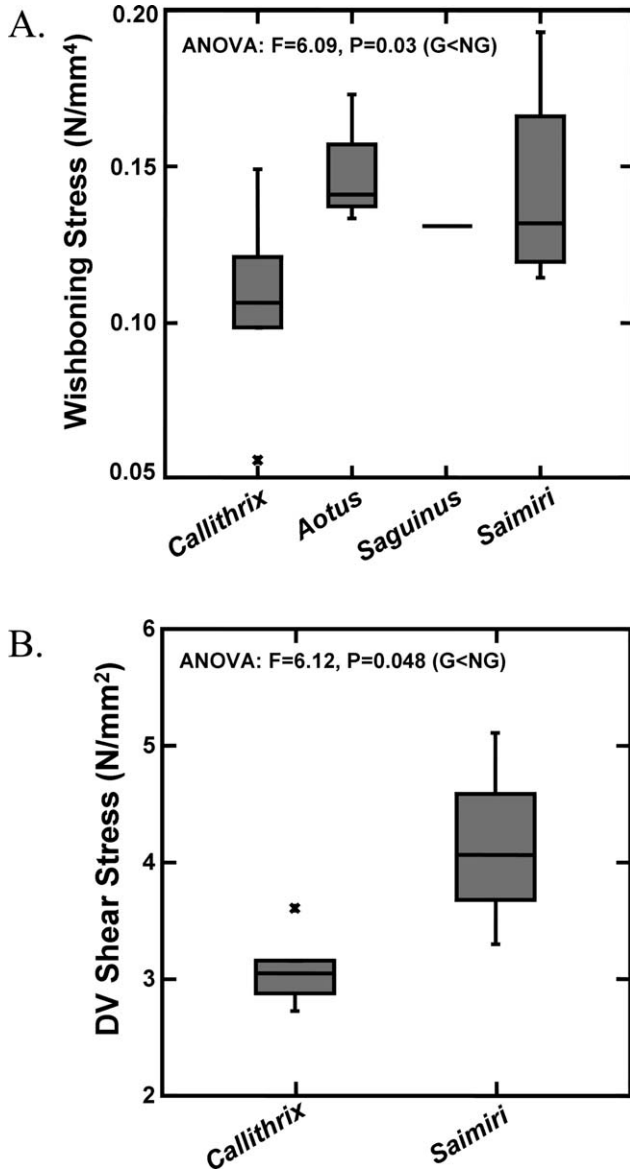 A.
ANOVA: F=6.09, P=0.03 (G<NG)
Wishboning Stress (N/mm⁴)
0.20
0.15
0.10
0.05
Callithrix
Aotus
Saguinus
Saimiri
B.
ANOVA: F=6.12, P=0.048 (G<NG)
DV Shear Stress (N/mm²)
6
5
4
3
2
Callithrix
Saimiri